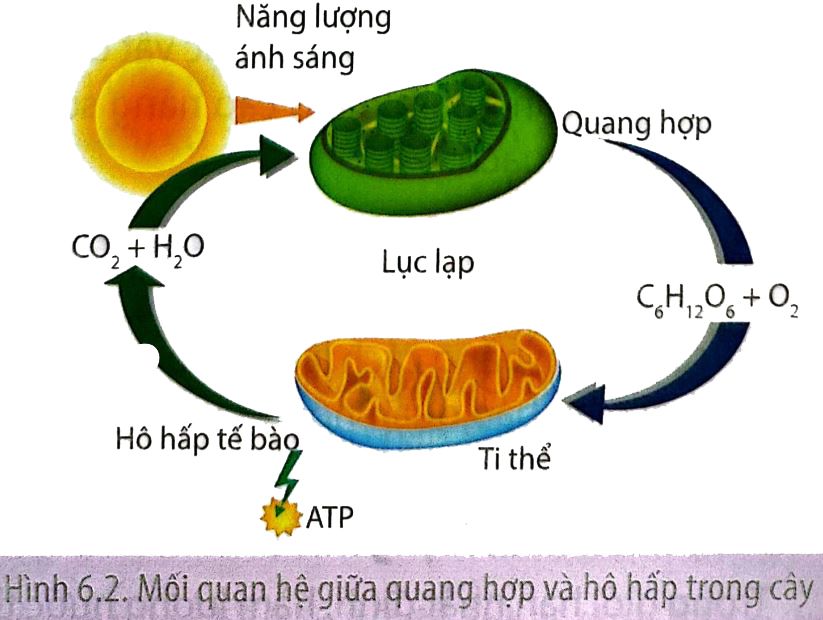 Năng lượng
ánh sáng
Quang hợp
CO₂ + H₂O
Lục lạp
C₆H₁₂O₆ + O₂
Hô hấp tế bào
Ti thể
ATP
Hình 6.2. Mối quan hệ giữa quang hợp và hô hấp trong cây